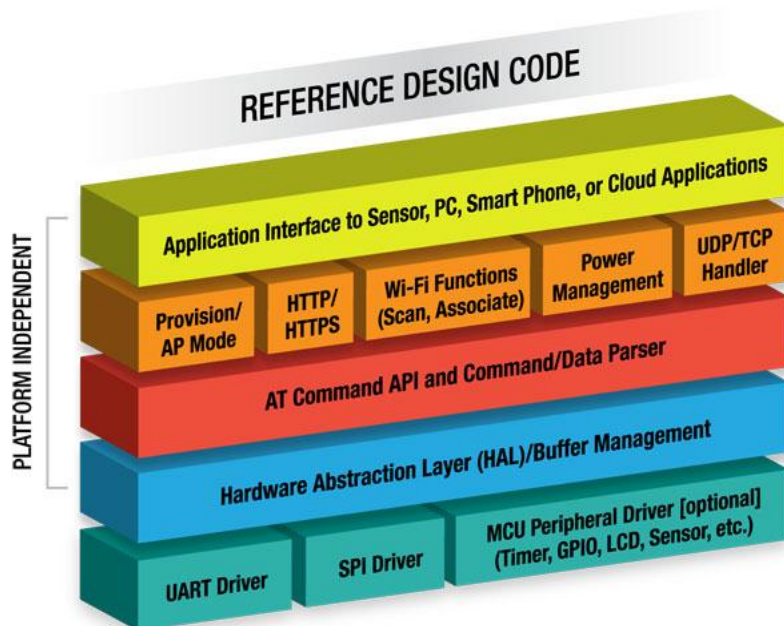 REFERENCE DESIGN CODE
PLATFORM INDEPENDENT
Application Interface to Sensor, PC, Smart Phone, or Cloud Applications
Provision/
AP Mode
HTTP/
HTTPS
Wi-Fi Functions
(Scan, Associate)
Power
Management
UDP/TCP
Handler
AT Command API and Command/Data Parser
Hardware Abstraction Layer (HAL)/Buffer Management
UART Driver
SPI Driver
MCU Peripheral Driver [optional]
(Timer, GPIO, LCD, Sensor, etc.)